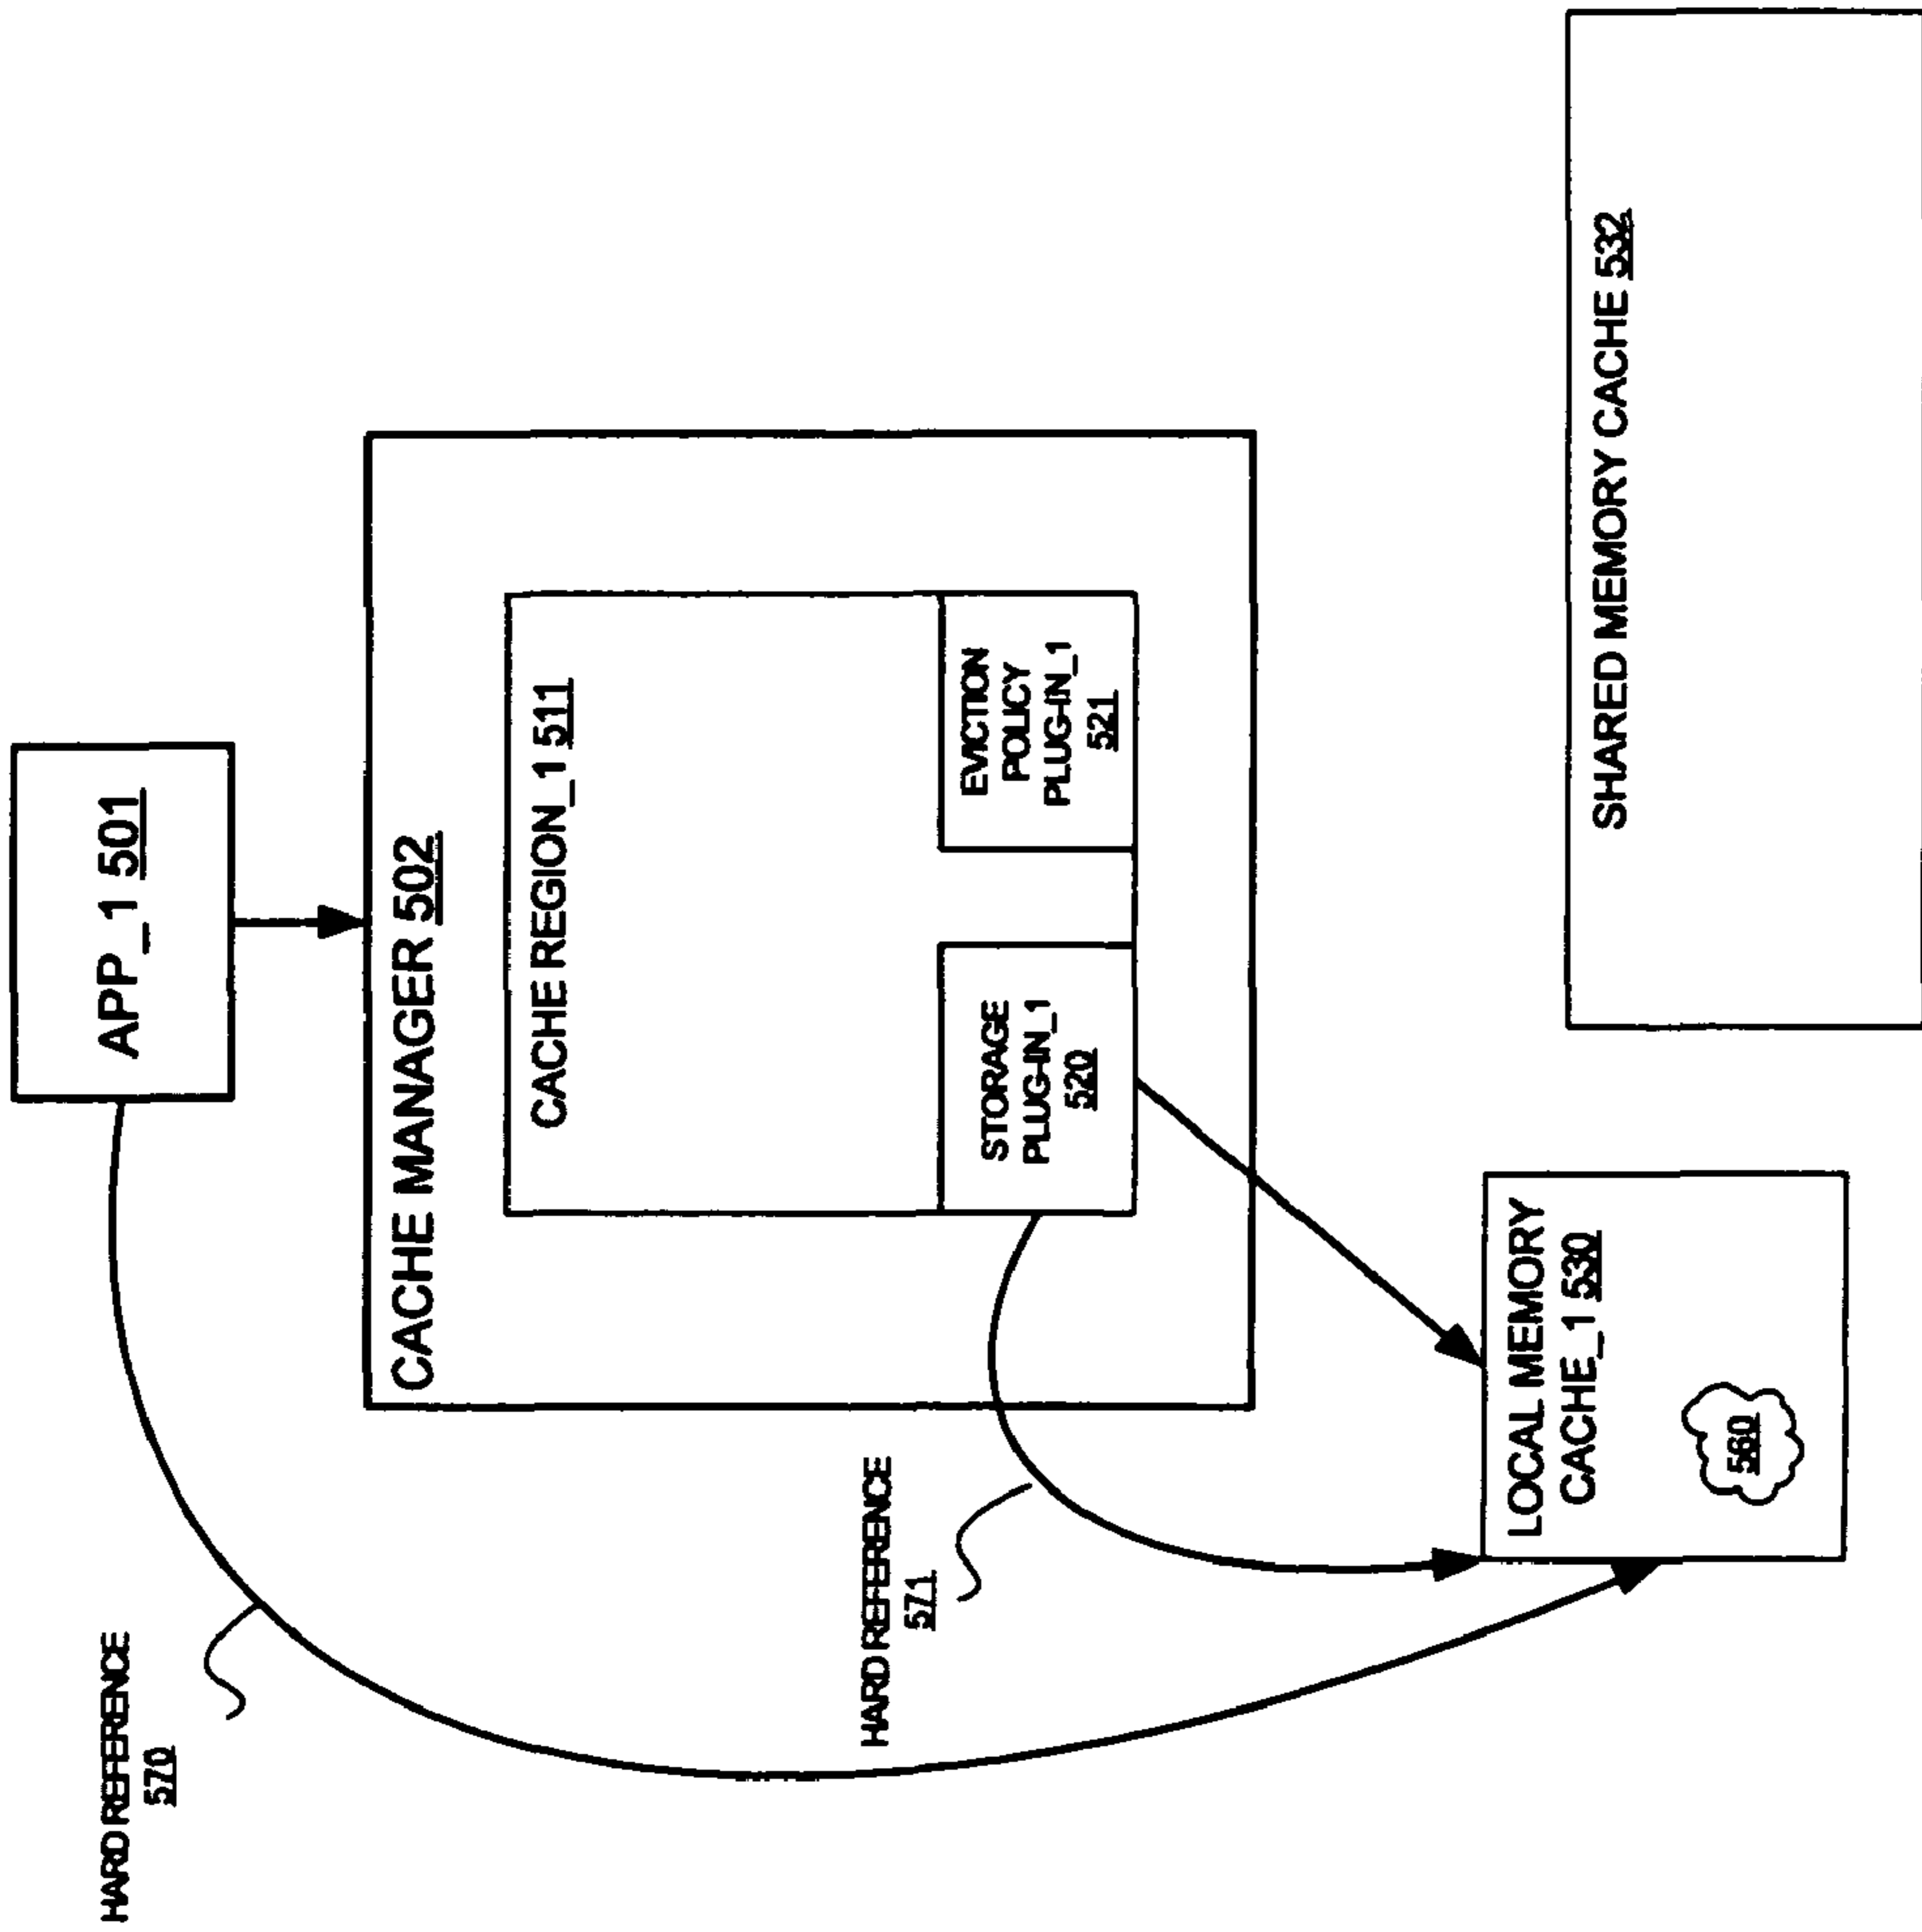 APP_1 501
CACHE MANAGER 502
CACHE REGION_1 511
STORAGE
PLUG-IN_1
520
EVICTION
POLICY
PLUG-IN_1
521
HARD REFERENCE
570
HARD REFERENCE
571
LOCAL MEMORY
CACHE_1 530
560
SHARED MEMORY CACHE 532